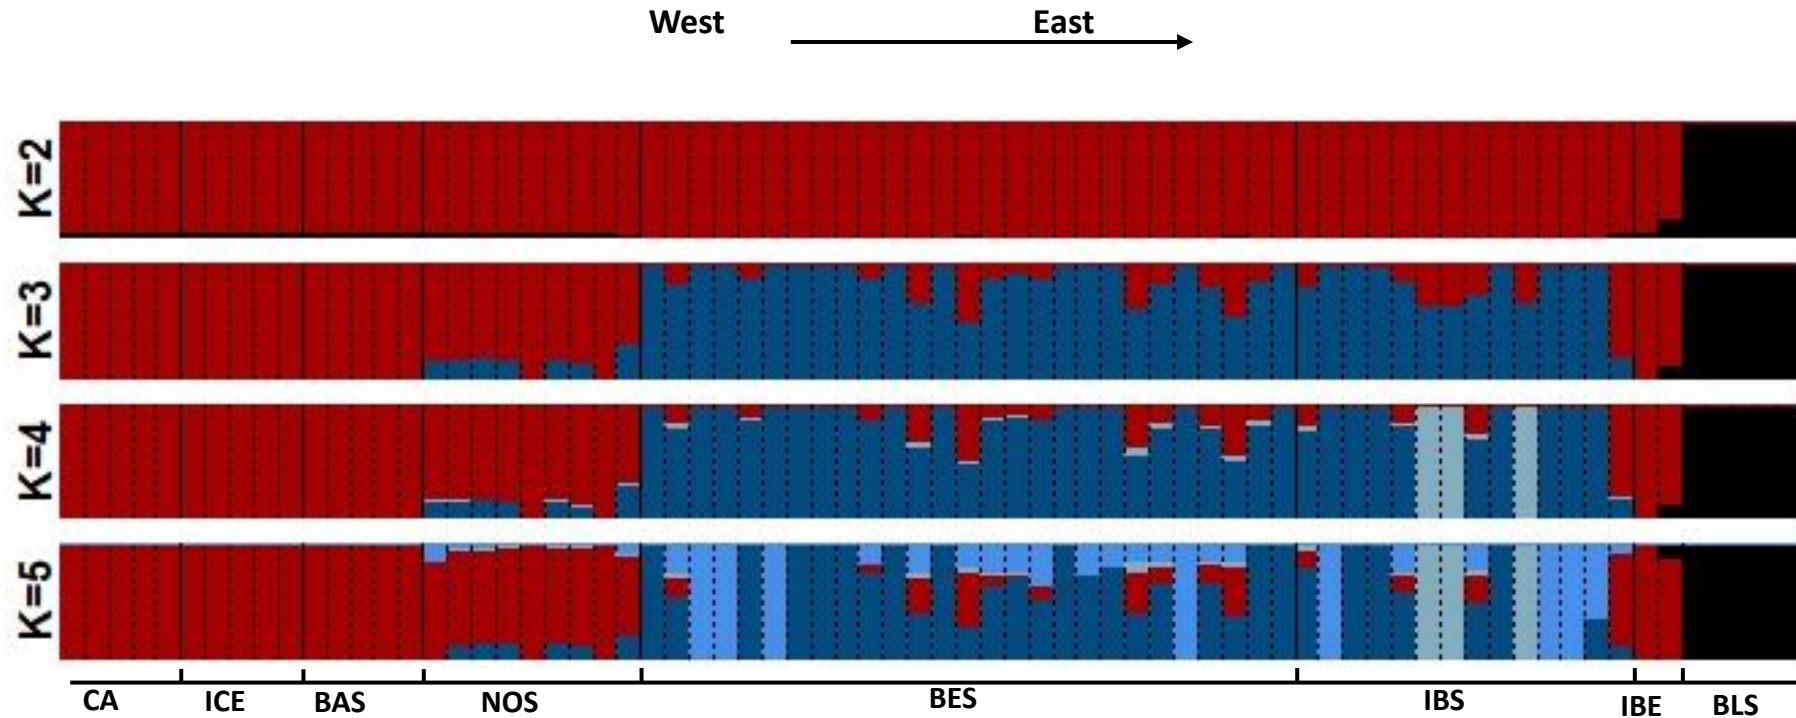 West East
K=2
K=3
K=4
K=5
CA ICE BAS NOS BES IBS IBE BLS